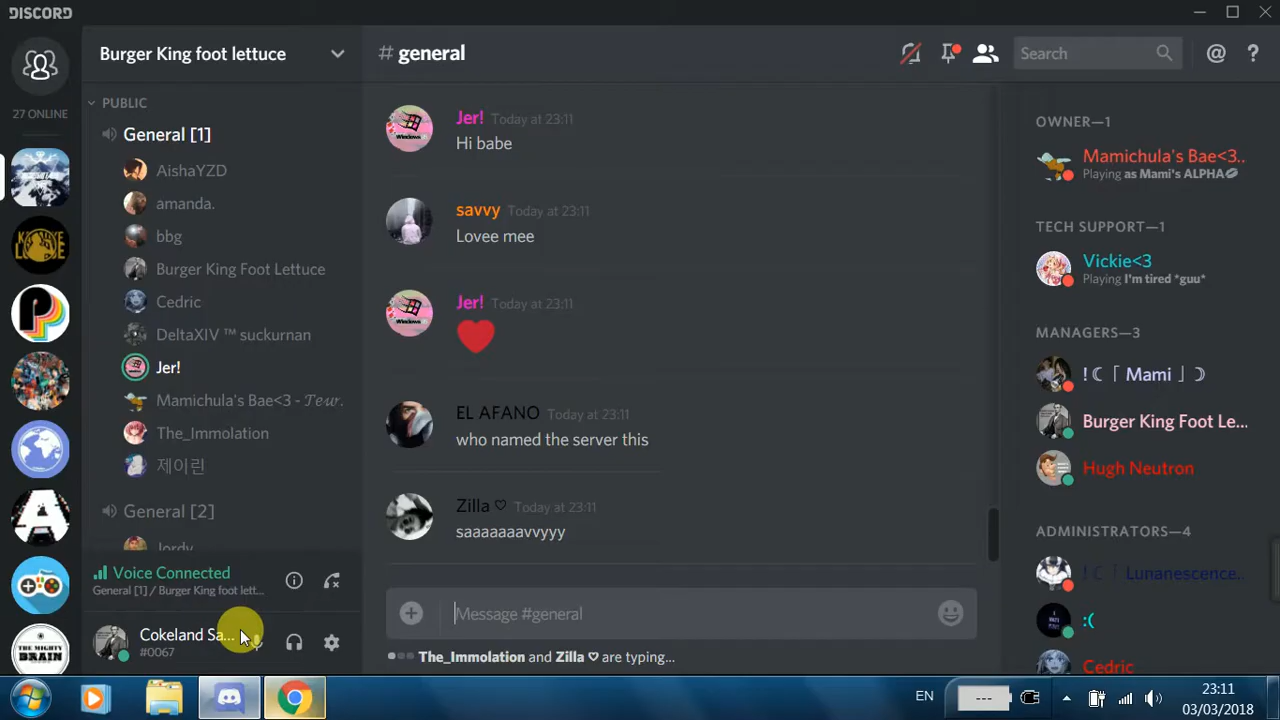 DISCORD
27 ONLINE
THE MIGHTY
BRAIN
Burger King foot lettuce
PUBLIC
General [1]
AishaYZD
amanda.
bbg
Burger King Foot Lettuce
Cedric
DeltaXIV ™ suckurnan
Jer!
Mamichula's Bae<3 - 𝒯𝑒𝓊𝓇.
The_Immolation
제이린
General [2]
Jordy
Voice Connected
General [1] / Burger King foot lett...
Cokeland Sa...
#0067
# general
Search
@
?
Jer! Today at 23:11
Hi babe
savvy Today at 23:11
Lovee mee
Jer! Today at 23:11
❤
EL AFANO Today at 23:11
who named the server this
Zilla ♡ Today at 23:11
saaaaaaavvyyy
Message #general
The_Immolation and Zilla ♡ are typing...
OWNER—1
Mamichula's Bae<3..
Playing as Mami's ALPHA💋
TECH SUPPORT—1
Vickie<3
Playing I'm tired *guu*
MANAGERS—3
! ☾「 Mami 」☽
Burger King Foot Le...
Hugh Neutron
ADMINISTRATORS—4
! ☾「 Lunanescence..
:(
Cedric
EN
---
23:11
03/03/2018